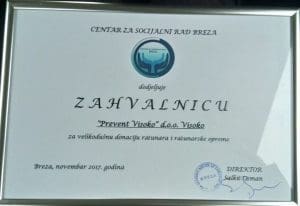 CENTAR ZA SOCIJALNI RAD BREZA
dodjeljuje
ZAHVALNICU
"Prevent Visoko" d.o.o. Visoko
za velikodušnu donaciju računara i računarske opreme
Breza, novembar 2017. godina
DIREKTOR